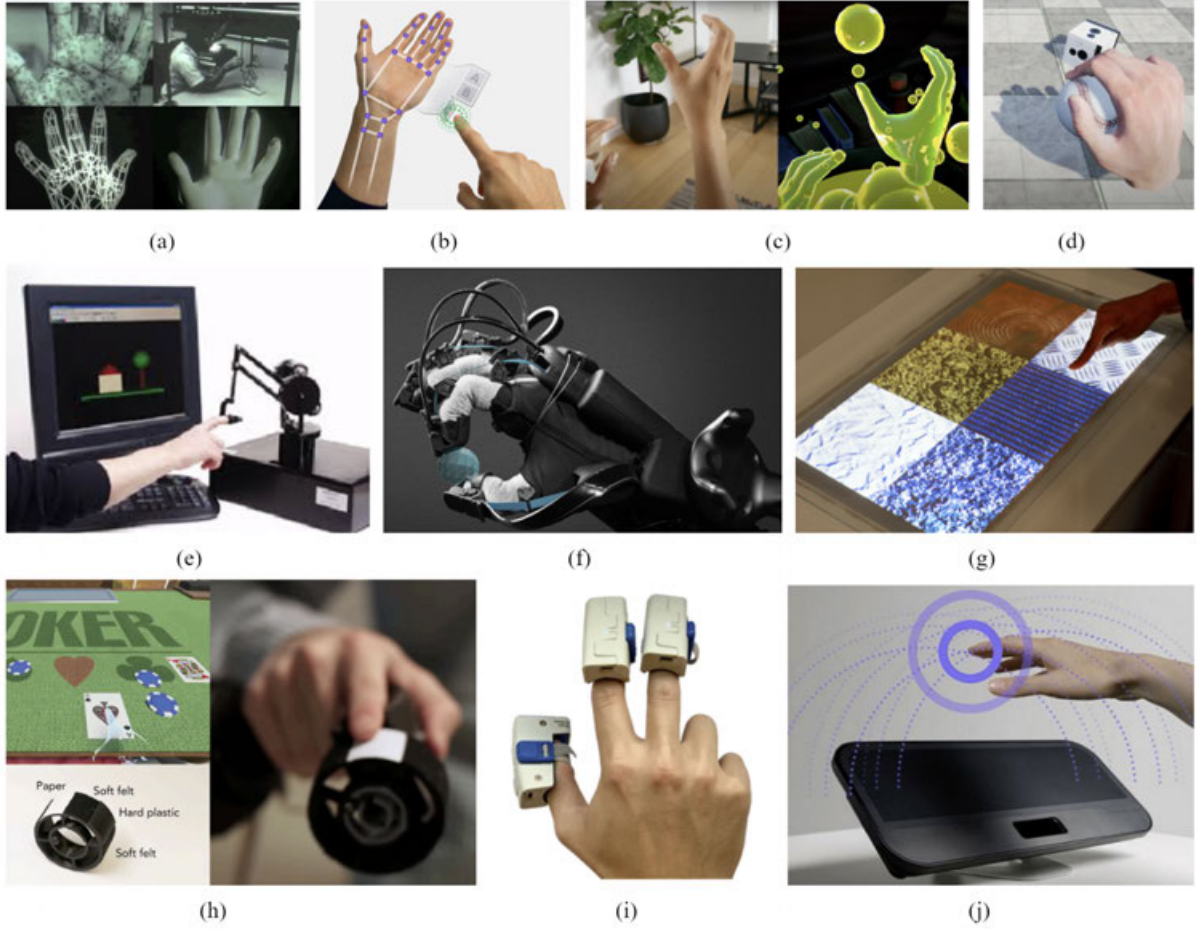 (a)
(b)
(c)
(d)
(e)
(f)
(g)
OKER
Paper
Soft felt
Hard plastic
Soft felt
(h)
(i)
(j)